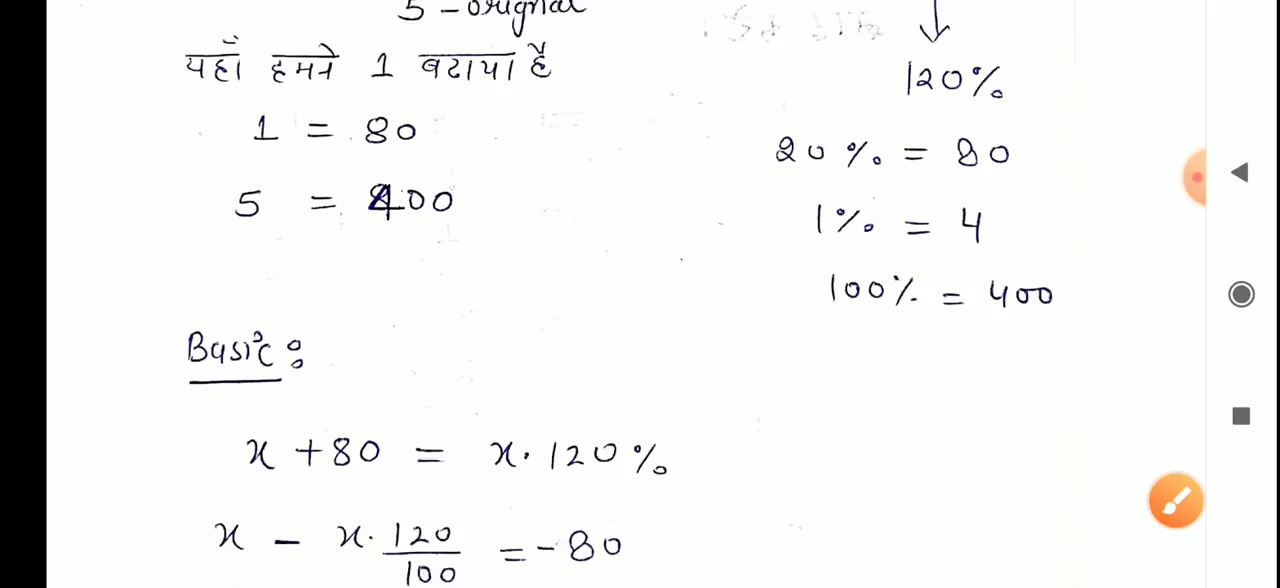 5 - orignal
यहाँ हमने 1 बढाया है
1 = 80
5 = 400
120%
20% = 80
1% = 4
100% = 400
Basic:
x + 80 = x · 120%
x - x · 120/100 = -80